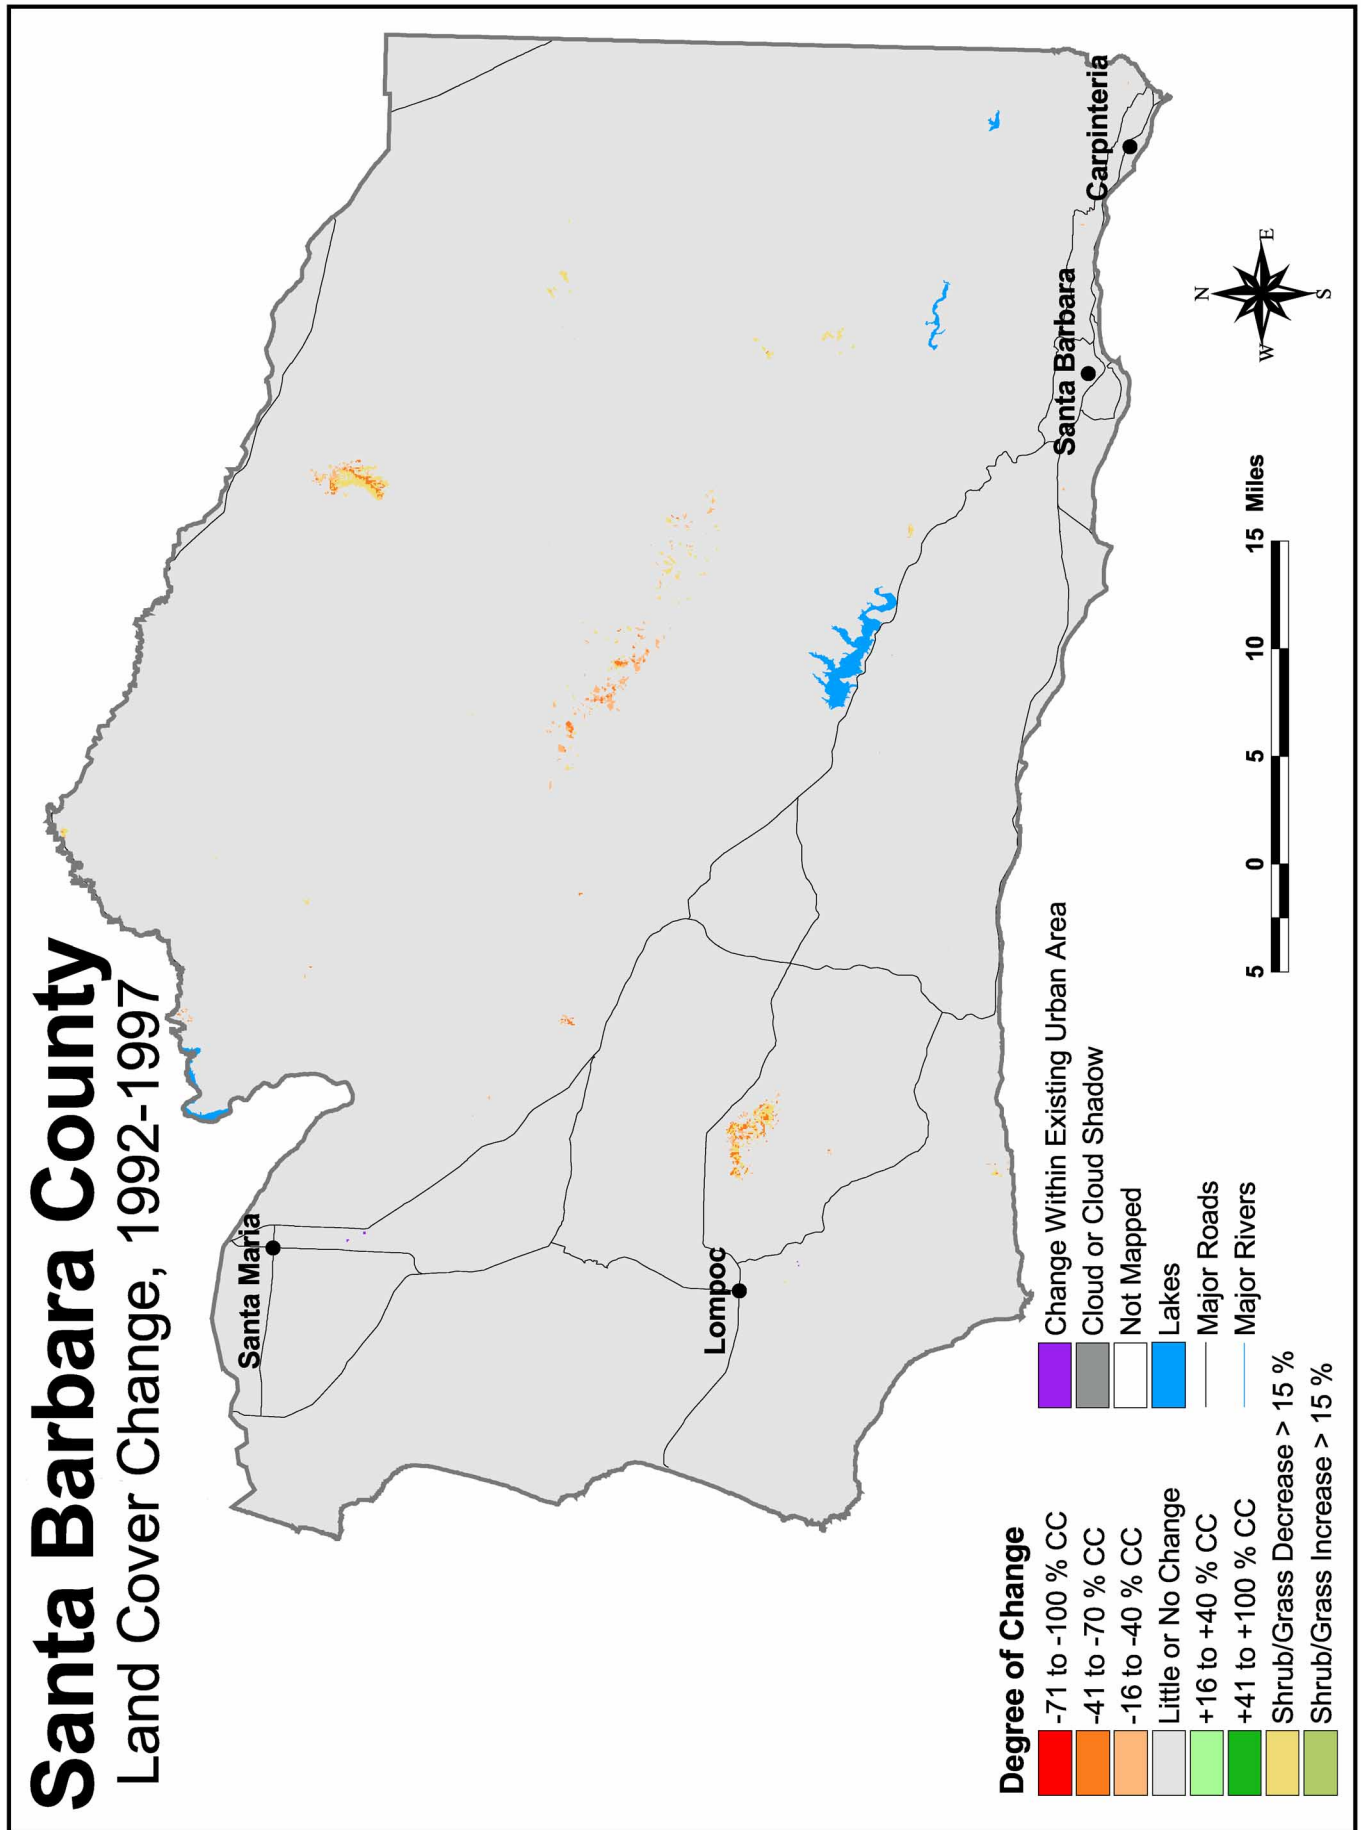 Santa Barbara County
Land Cover Change, 1992-1997
Santa Maria
Lompoc
Santa Barbara
Carpinteria
Degree of Change
-71 to -100 % CC
-41 to -70 % CC
-16 to -40 % CC
Little or No Change
+16 to +40 % CC
+41 to +100 % CC
Shrub/Grass Decrease > 15 %
Shrub/Grass Increase > 15 %
Change Within Existing Urban Area
Cloud or Cloud Shadow
Not Mapped
Lakes
Major Roads
Major Rivers
5 0 5 10 15 Miles
N
W E
S